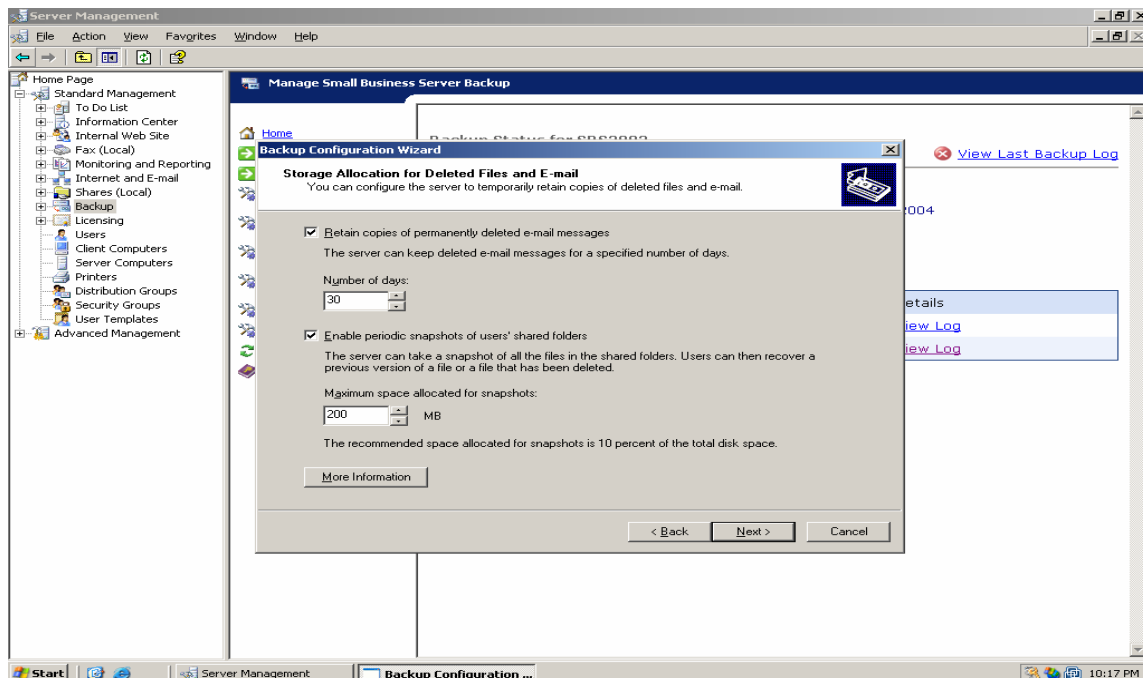 Server Management
File Action View Favorites Window Help
Home Page
Standard Management
To Do List
Information Center
Internal Web Site
Fax (Local)
Monitoring and Reporting
Internet and E-mail
Shares (Local)
Backup
Licensing
Users
Client Computers
Server Computers
Printers
Distribution Groups
Security Groups
User Templates
Advanced Management
Manage Small Business Server Backup
Home
Backup Status for
View Last Backup Log
2004
etails
iew Log
iew Log
Backup Configuration Wizard
Storage Allocation for Deleted Files and E-mail
You can configure the server to temporarily retain copies of deleted files and e-mail.
Retain copies of permanently deleted e-mail messages
The server can keep deleted e-mail messages for a specified number of days.
Number of days:
30
Enable periodic snapshots of users' shared folders
The server can take a snapshot of all the files in the shared folders. Users can then recover a
previous version of a file or a file that has been deleted.
Maximum space allocated for snapshots:
200 MB
The recommended space allocated for snapshots is 10 percent of the total disk space.
More Information
< Back Next > Cancel
Start Server Management Backup Configuration ... 10:17 PM